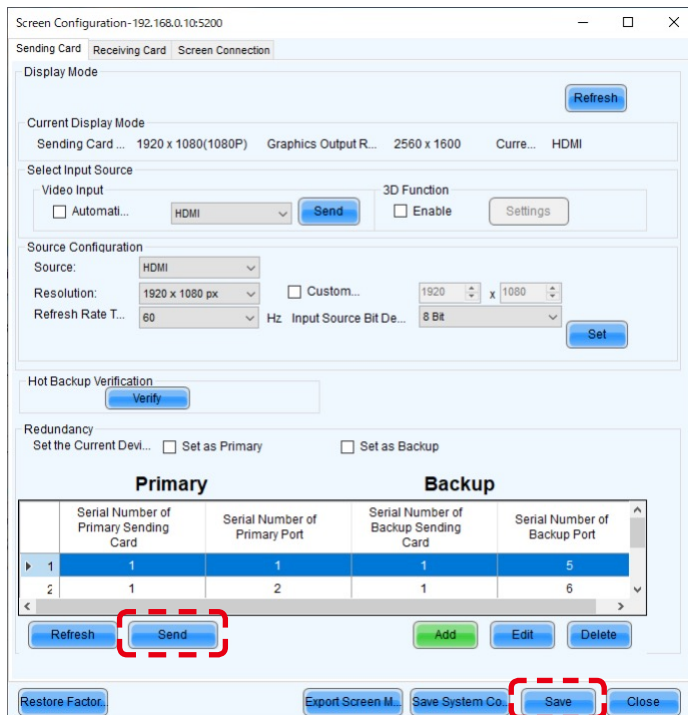 Screen Configuration-192.168.0.10:5200
Sending Card Receiving Card Screen Connection
Display Mode
Refresh
Current Display Mode
Sending Card ... 1920 x 1080(1080P) Graphics Output R... 2560 x 1600 Curre... HDMI
Select Input Source
Video Input 3D Function
Automati... HDMI Send Enable Settings
Source Configuration
Source: HDMI
Resolution: 1920 x 1080 px Custom... 1920 x 1080
Refresh Rate T... 60 Hz Input Source Bit De... 8 Bit
Set
Hot Backup Verification
Verify
Redundancy
Set the Current Devi... Set as Primary Set as Backup
Primary Backup
Serial Number of Primary Sending Card Serial Number of Primary Port Serial Number of Backup Sending Card Serial Number of Backup Port
1 1 1 1 5
2 1 2 1 6
Refresh Send Add Edit Delete
Restore Factor... Export Screen M... Save System Co... Save Close